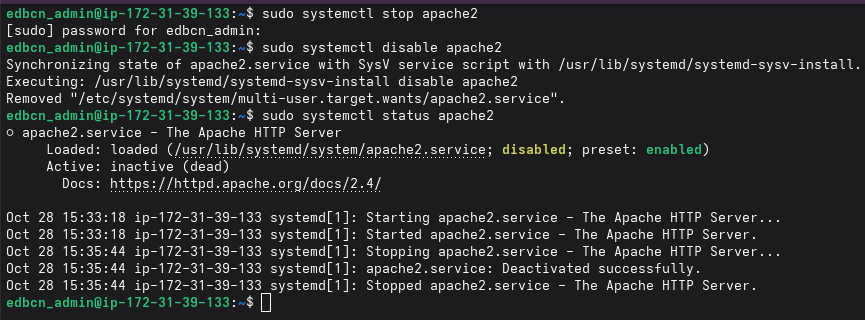 edbcn_admin@ip-172-31-39-133:~$ sudo systemctl stop apache2
[sudo] password for edbcn_admin:
edbcn_admin@ip-172-31-39-133:~$ sudo systemctl disable apache2
Synchronizing state of apache2.service with SysV service script with /usr/lib/systemd/systemd-sysv-install.
Executing: /usr/lib/systemd/systemd-sysv-install disable apache2
Removed "/etc/systemd/system/multi-user.target.wants/apache2.service".
edbcn_admin@ip-172-31-39-133:~$ sudo systemctl status apache2
○ apache2.service - The Apache HTTP Server
     Loaded: loaded (/usr/lib/systemd/system/apache2.service; disabled; preset: enabled)
     Active: inactive (dead)
       Docs: https://httpd.apache.org/docs/2.4/

Oct 28 15:33:18 ip-172-31-39-133 systemd[1]: Starting apache2.service - The Apache HTTP Server...
Oct 28 15:33:18 ip-172-31-39-133 systemd[1]: Started apache2.service - The Apache HTTP Server.
Oct 28 15:35:44 ip-172-31-39-133 systemd[1]: Stopping apache2.service - The Apache HTTP Server...
Oct 28 15:35:44 ip-172-31-39-133 systemd[1]: apache2.service: Deactivated successfully.
Oct 28 15:35:44 ip-172-31-39-133 systemd[1]: Stopped apache2.service - The Apache HTTP Server.
edbcn_admin@ip-172-31-39-133:~$